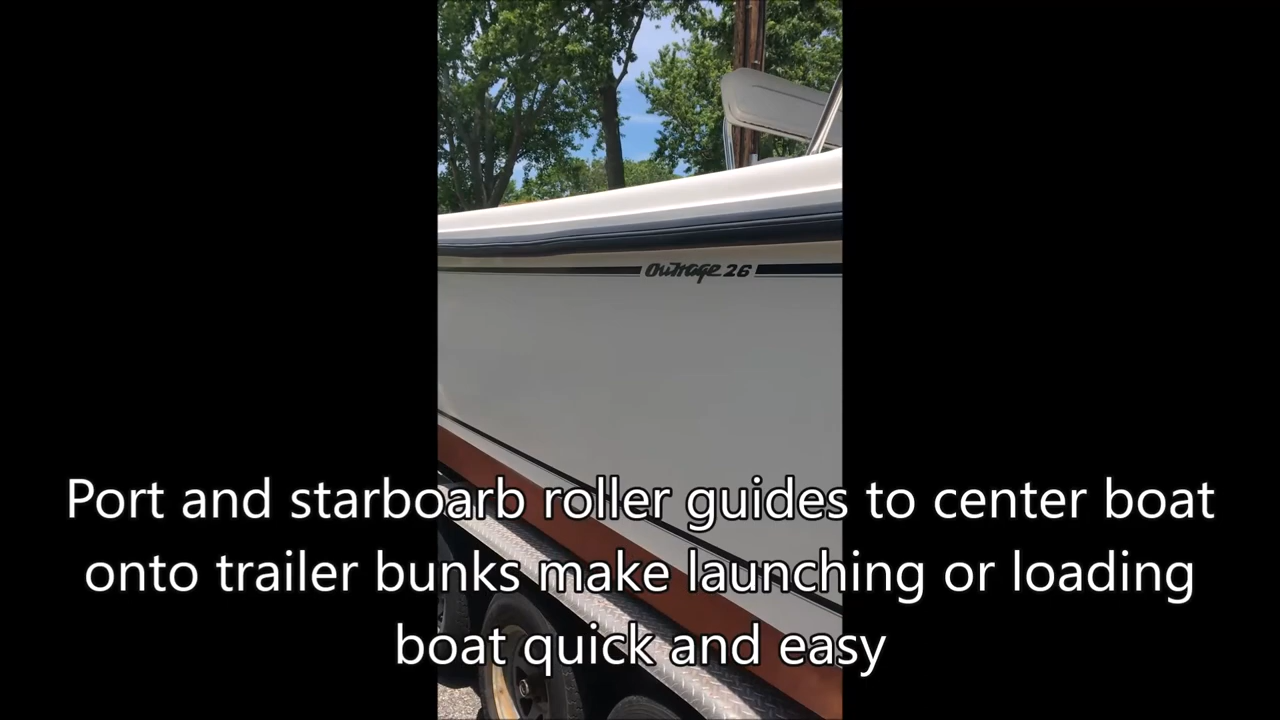 Outrage 26
Port and starboarb roller guides to center boat
onto trailer bunks make launching or loading
boat quick and easy